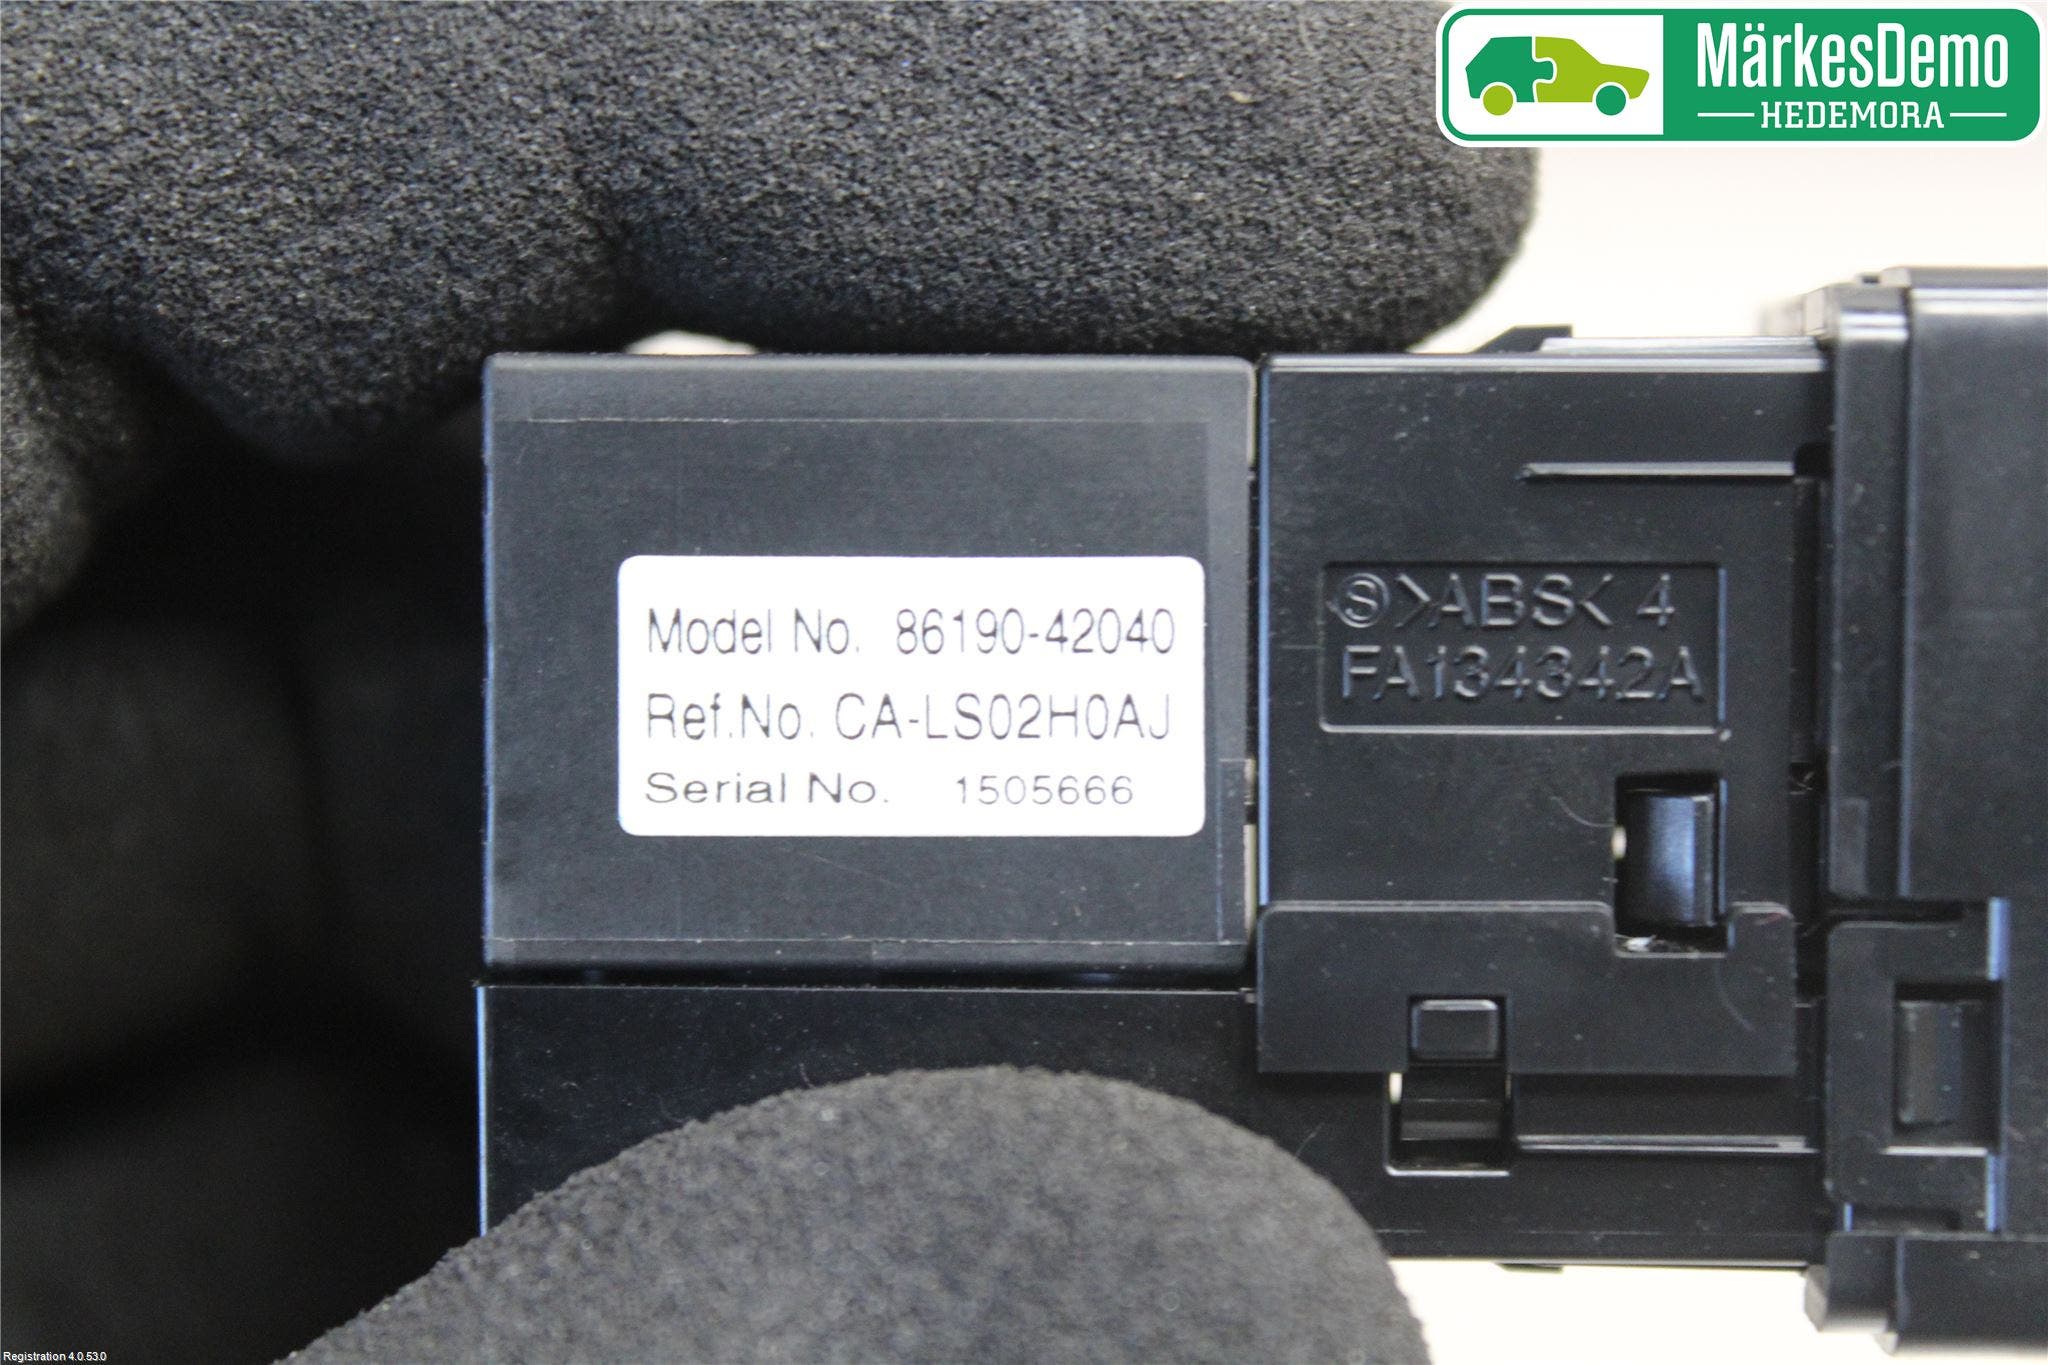 MärkesDemo
HEDEMORA
Model No. 86190-42040
Ref.No. CA-LS02H0AJ
Serial No. 1505666
Ⓢ >ABS< 4
FA134342A
Registration 4.0.53.0